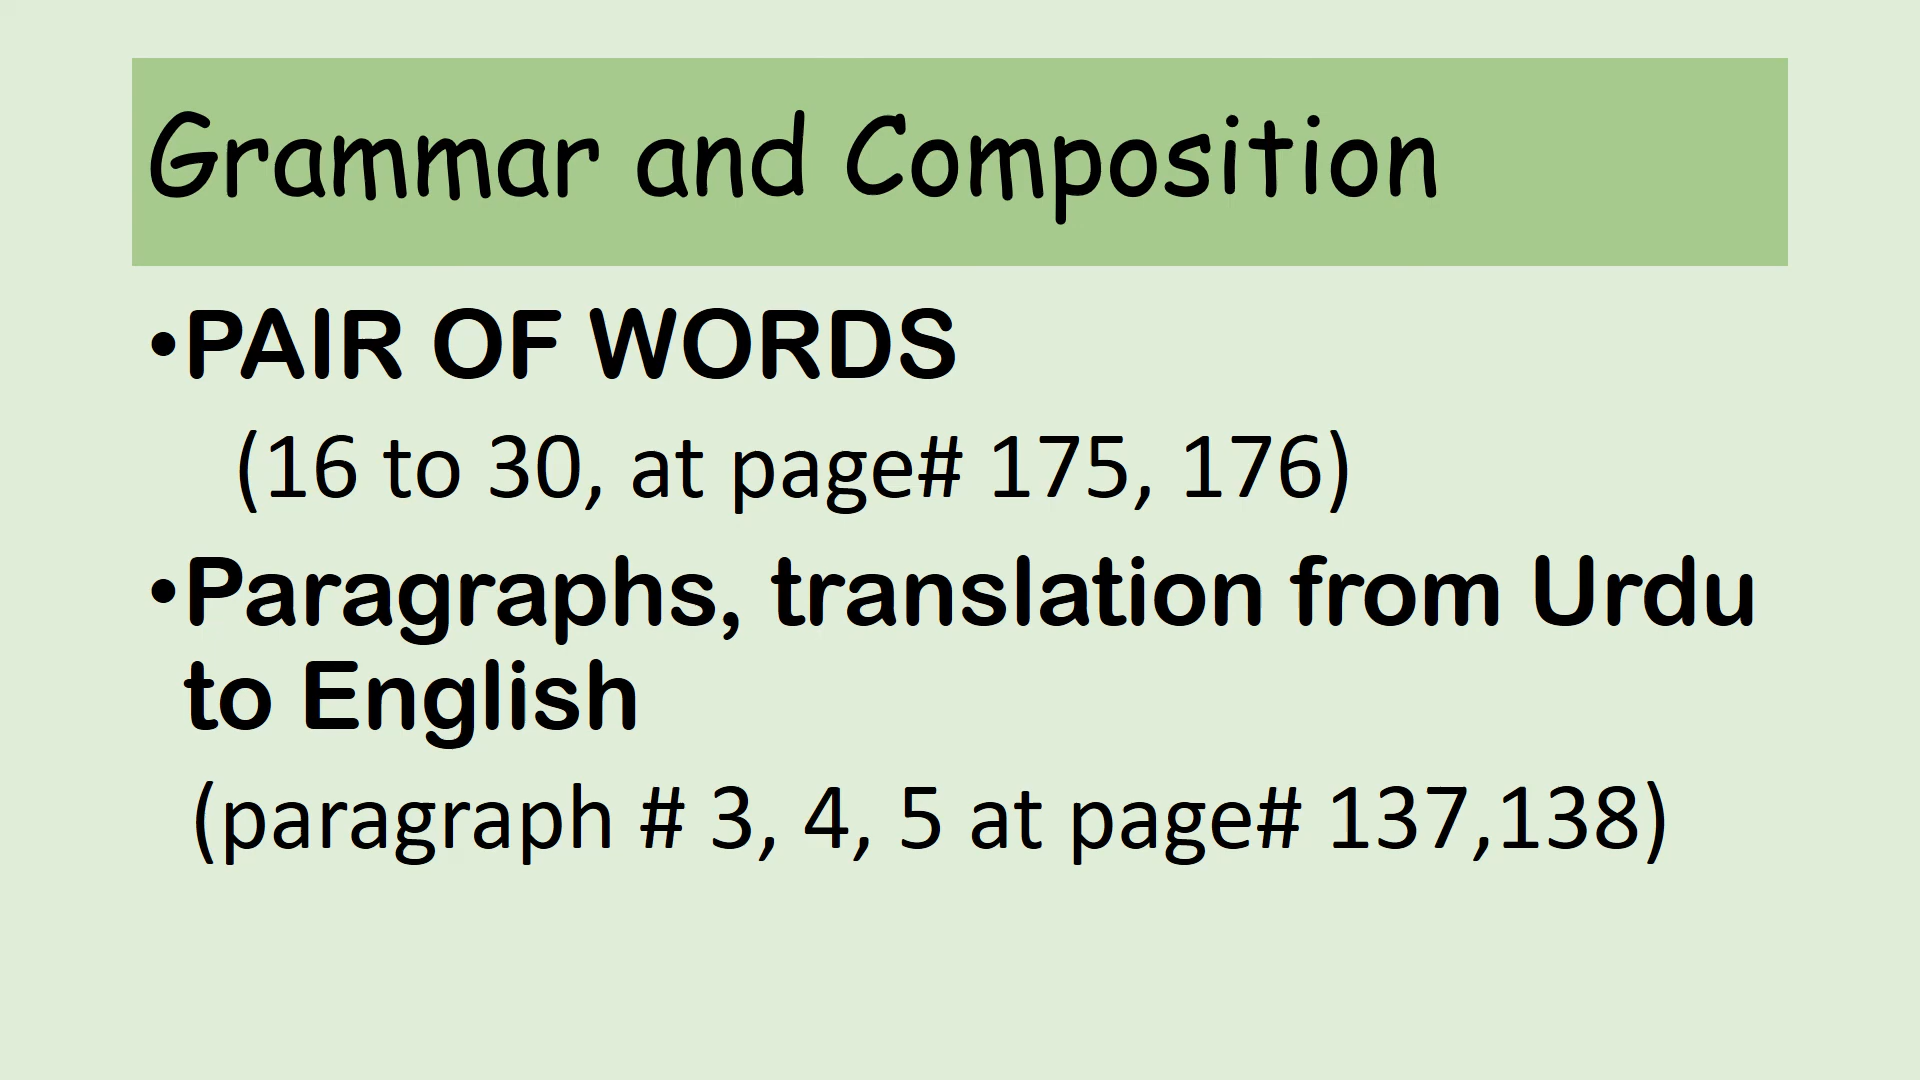 Grammar and Composition
•PAIR OF WORDS
(16 to 30, at page# 175, 176)
•Paragraphs, translation from Urdu
to English
(paragraph # 3, 4, 5 at page# 137,138)